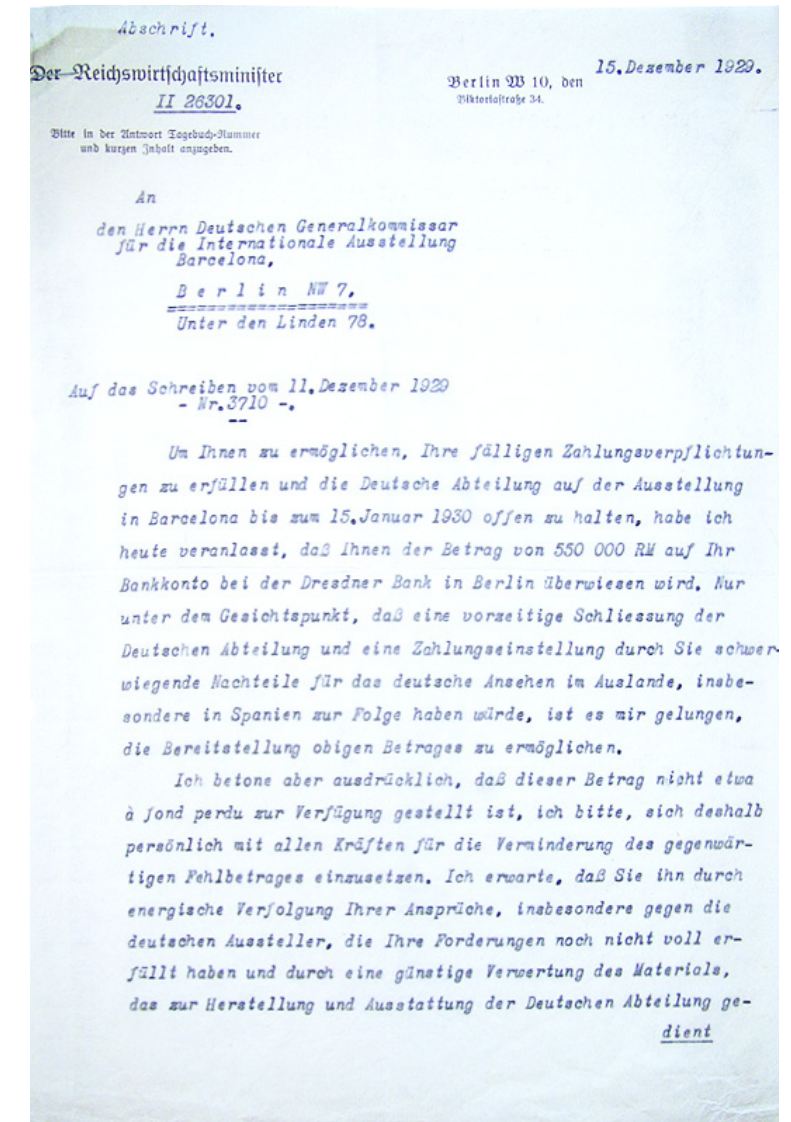 Abschrift.
15.Dezember 1929.
Der Reichswirtschaftsminister
Berlin W 10, den
II 26301.
Viktoriastraße 34.
Bitte in der Antwort Tagebuch-Nummer
und kurzen Inhalt anzugeben.
An
den Herrn Deutschen Generalkommissar
für die Internationale Ausstellung
Barcelona,
B e r l i n NW 7.
====================
Unter den Linden 78.
Auf das Schreiben vom 11.Dezember 1929
- Nr.3710 -.
--
Um Ihnen zu ermöglichen, Ihre fälligen Zahlungsverpflichtun-
gen zu erfüllen und die Deutsche Abteilung auf der Ausstellung
in Barcelona bis zum 15.Januar 1930 offen zu halten, habe ich
heute veranlasst, daß Ihnen der Betrag von 550 000 RM auf Ihr
Bankkonto bei der Dresdner Bank in Berlin überwiesen wird. Nur
unter dem Gesichtspunkt, daß eine vorzeitige Schliessung der
Deutschen Abteilung und eine Zahlungseinstellung durch Sie schwer-
wiegende Nachteile für das deutsche Ansehen im Auslande, insbe-
sondere in Spanien zur Folge haben würde, ist es mir gelungen,
die Bereitstellung obigen Betrages zu ermöglichen.
Ich betone aber ausdrücklich, daß dieser Betrag nicht etwa
à fond perdu zur Verfügung gestellt ist, ich bitte, sich deshalb
persönlich mit allen Kräften für die Verminderung des gegenwär-
tigen Fehlbetrages einzusetzen. Ich erwarte, daß Sie ihn durch
energische Verfolgung Ihrer Ansprüche, insbesondere gegen die
deutschen Aussteller, die Ihre Forderungen noch nicht voll er-
füllt haben und durch eine günstige Verwertung des Materials,
das zur Herstellung und Ausstattung der Deutschen Abteilung ge-
dient